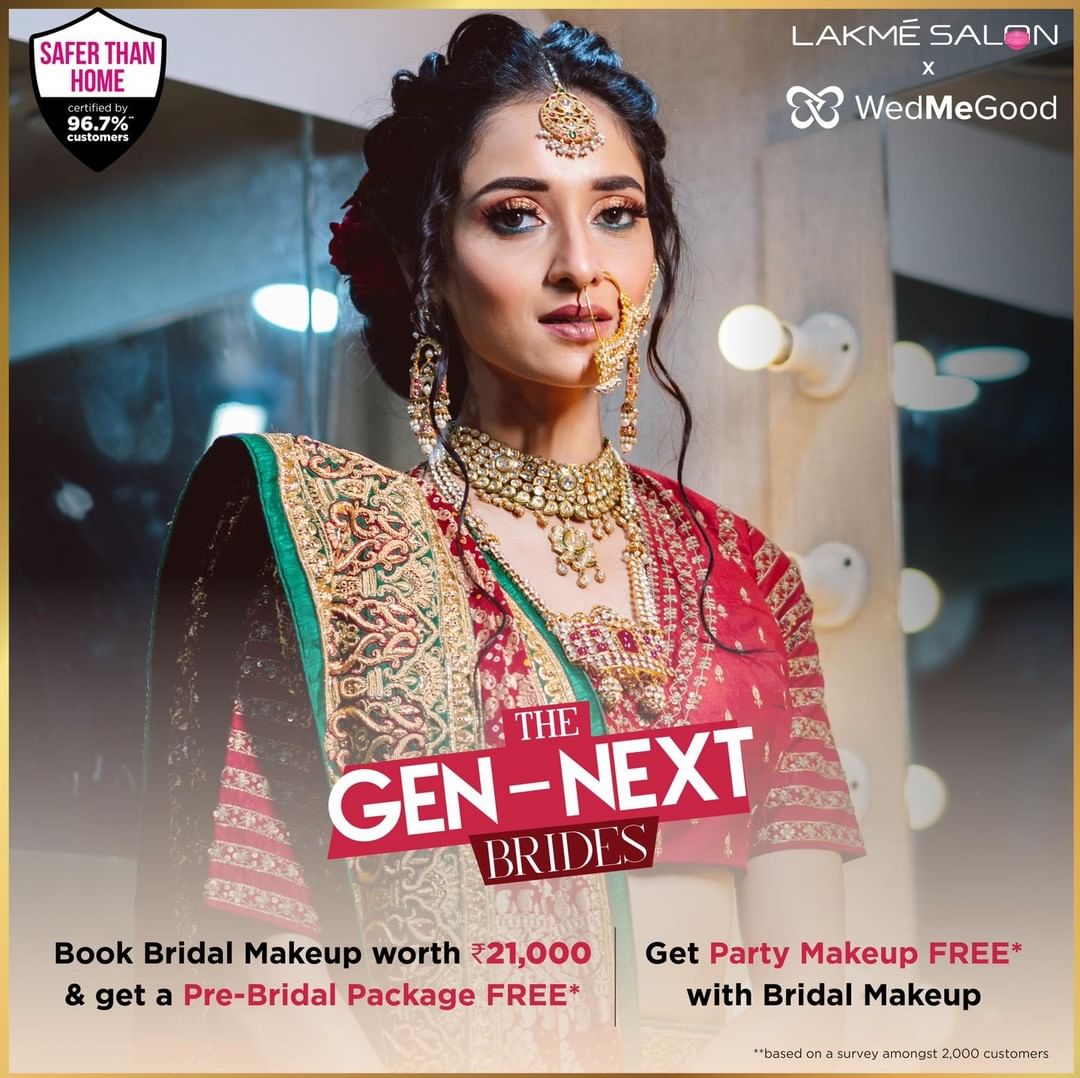 SAFER THAN
HOME
certified by
96.7%**
customers
LAKMÉ SALON
x
WedMeGood
THE
GEN-NEXT
BRIDES
Book Bridal Makeup worth ₹21,000
& get a Pre-Bridal Package FREE*
Get Party Makeup FREE*
with Bridal Makeup
**based on a survey amongst 2,000 customers